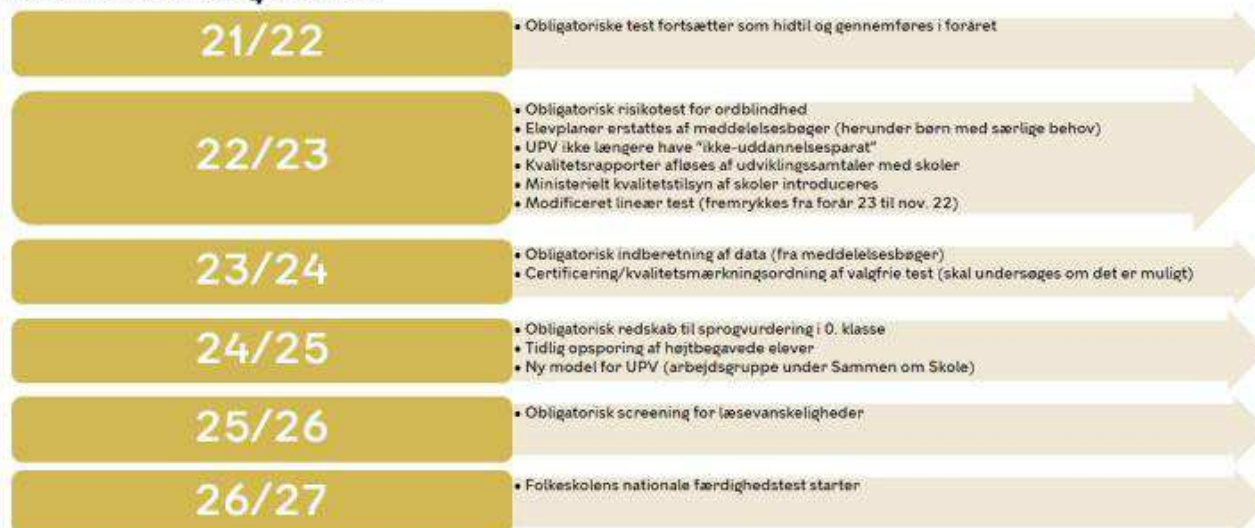 21/22
• Obligatoriske test fortsætter som hidtil og gennemføres i foråret
22/23
• Obligatorisk risikotest for ordblindhed
• Elevplaner erstattes af meddelelsesbøger (herunder børn med særlige behov)
• UPV ikke længere have "ikke-uddannelsesparat"
• Kvalitetsrapporter afløses af udviklingssamtaler med skoler
• Ministerielt kvalitetstilsyn af skoler introduceres
• Modificeret lineær test (fremrykkes fra forår 23 til nov. 22)
23/24
• Obligatorisk indberetning af data (fra meddelelsesbøger)
• Certificering/kvalitetsmærkningsordning af valgfrie test (skal undersøges om det er muligt)
24/25
• Obligatorisk redskab til sprogvurdering i 0. klasse
• Tidlig opsporing af højtbegavede elever
• Ny model for UPV (arbejdsgruppe under Sammen om Skole)
25/26
• Obligatorisk screening for læsevanskeligheder
26/27
• Folkeskolens nationale færdighedstest starter